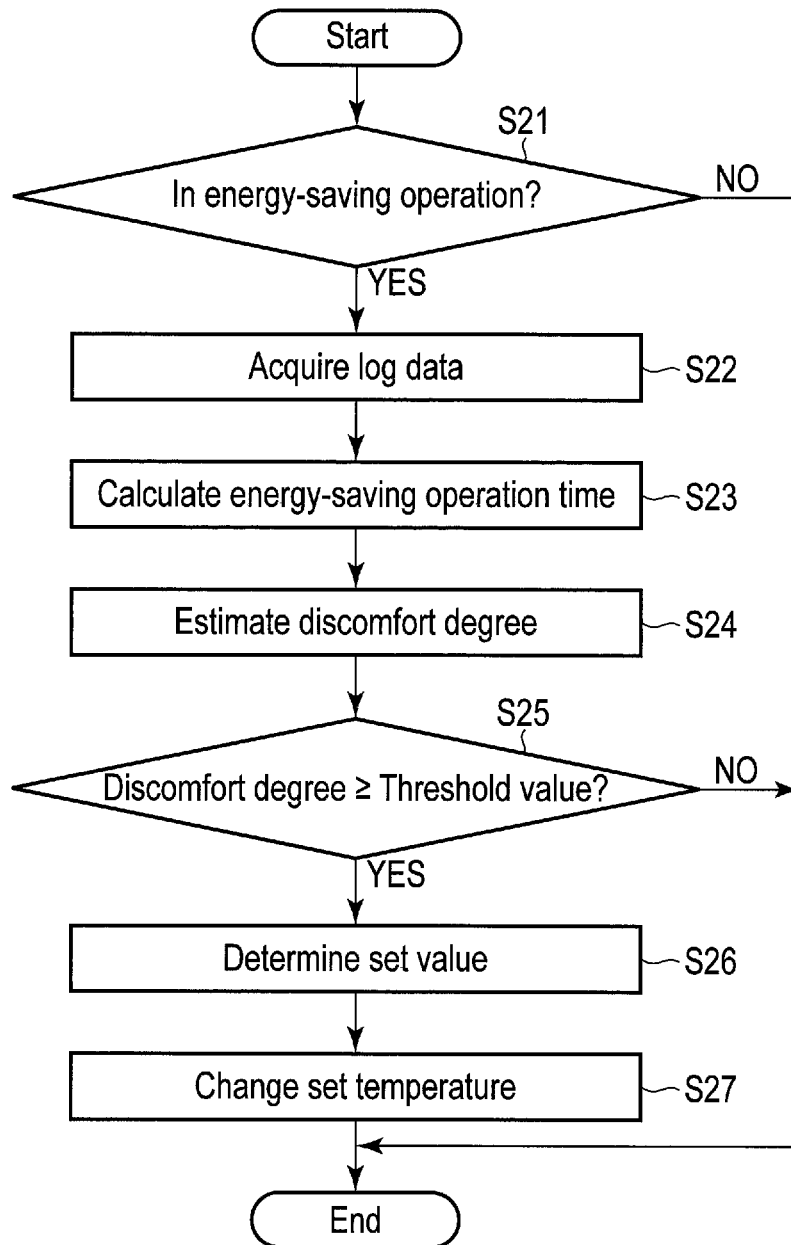 Start
S21
In energy-saving operation?
NO
YES
Acquire log data
S22
Calculate energy-saving operation time
S23
Estimate discomfort degree
S24
S25
Discomfort degree ≥ Threshold value?
NO
YES
Determine set value
S26
Change set temperature
S27
End